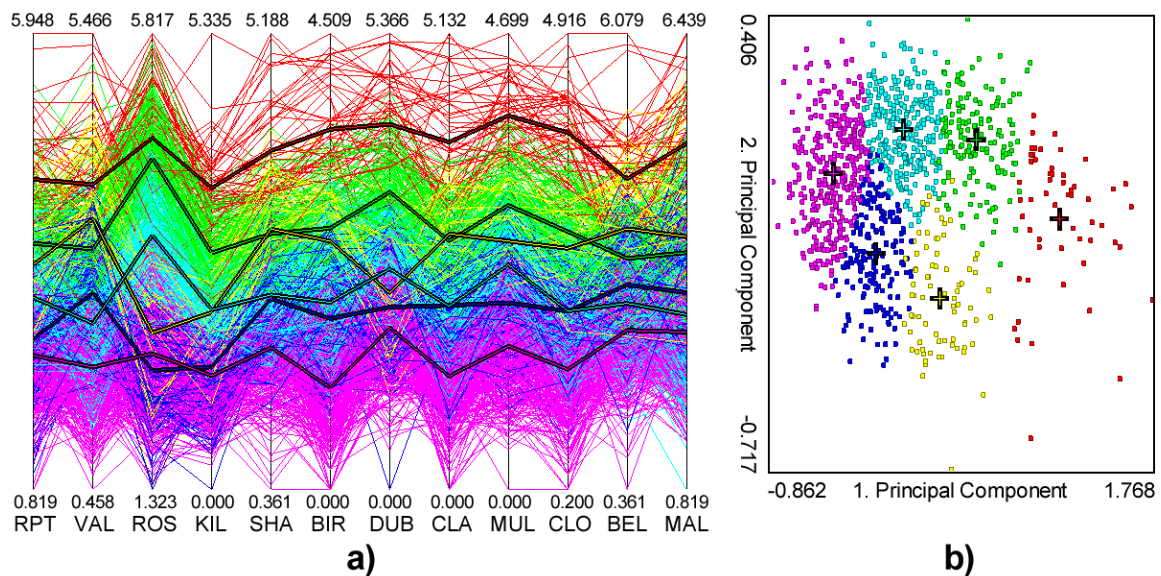 5.948 5.466 5.817 5.335 5.188 4.509 5.366 5.132 4.699 4.916 6.079 6.439
0.819 0.458 1.323 0.000 0.361 0.000 0.000 0.000 0.000 0.200 0.361 0.819
RPT VAL ROS KIL SHA BIR DUB CLA MUL CLO BEL MAL
a)
0.406
2. Principal Component
-0.717
-0.862 1. Principal Component 1.768
b)